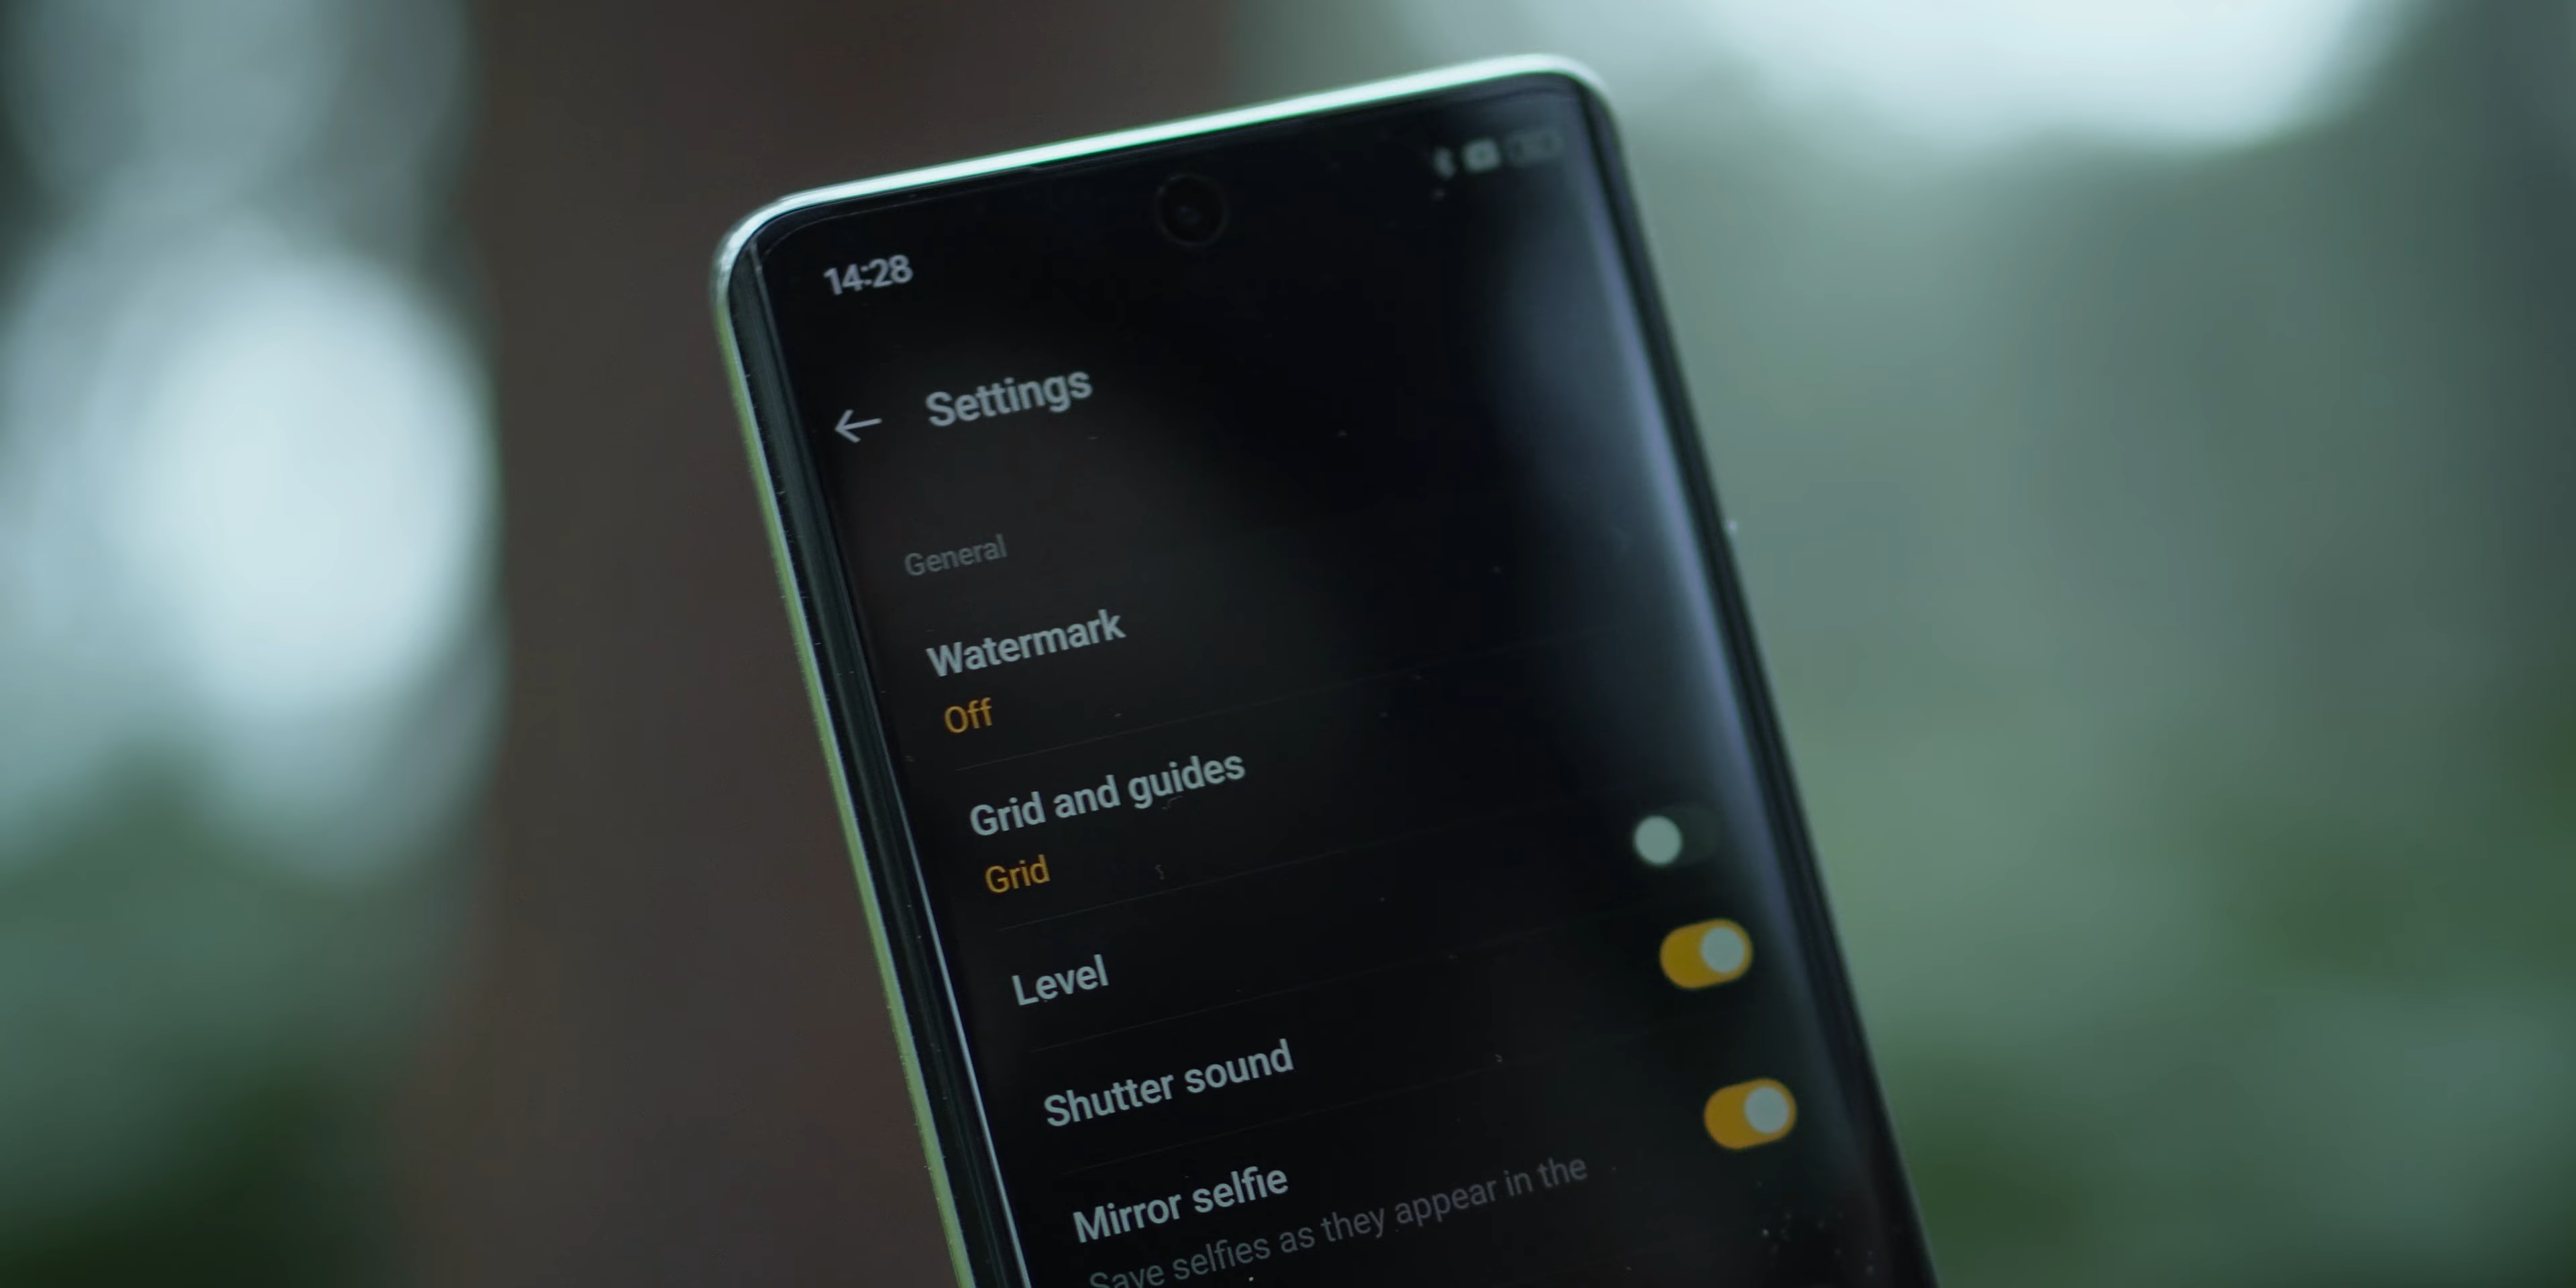 14:28
Settings
General
Watermark
Off
Grid and guides
Grid
Level
Shutter sound
Mirror selfie
Save selfies as they appear in the